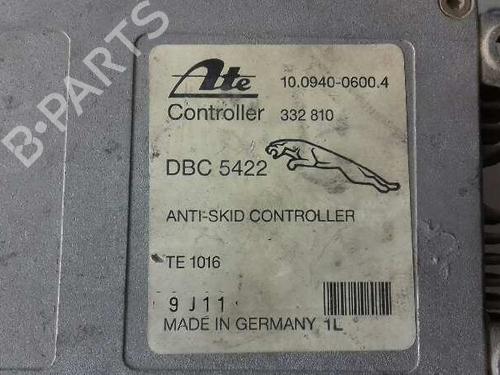 B-PARTS
Ate 10.0940-0600.4
Controller 332 810
DBC 5422
ANTI-SKID CONTROLLER
TE 1016
9 J11
MADE IN GERMANY 1L